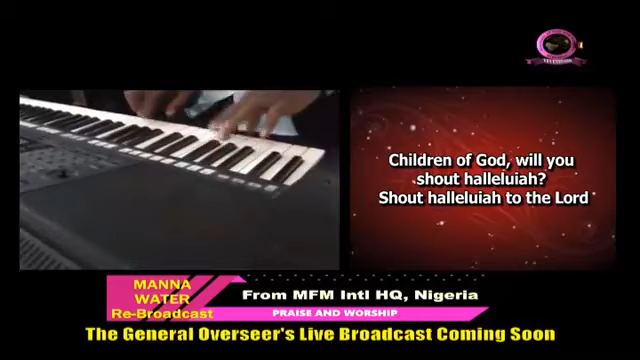 Children of God, will you
shout halleluiah?
Shout halleluiah to the Lord
MANNA
WATER
Re-Broadcast
From MFM Intl HQ, Nigeria
PRAISE AND WORSHIP
The General Overseer's Live Broadcast Coming Soon